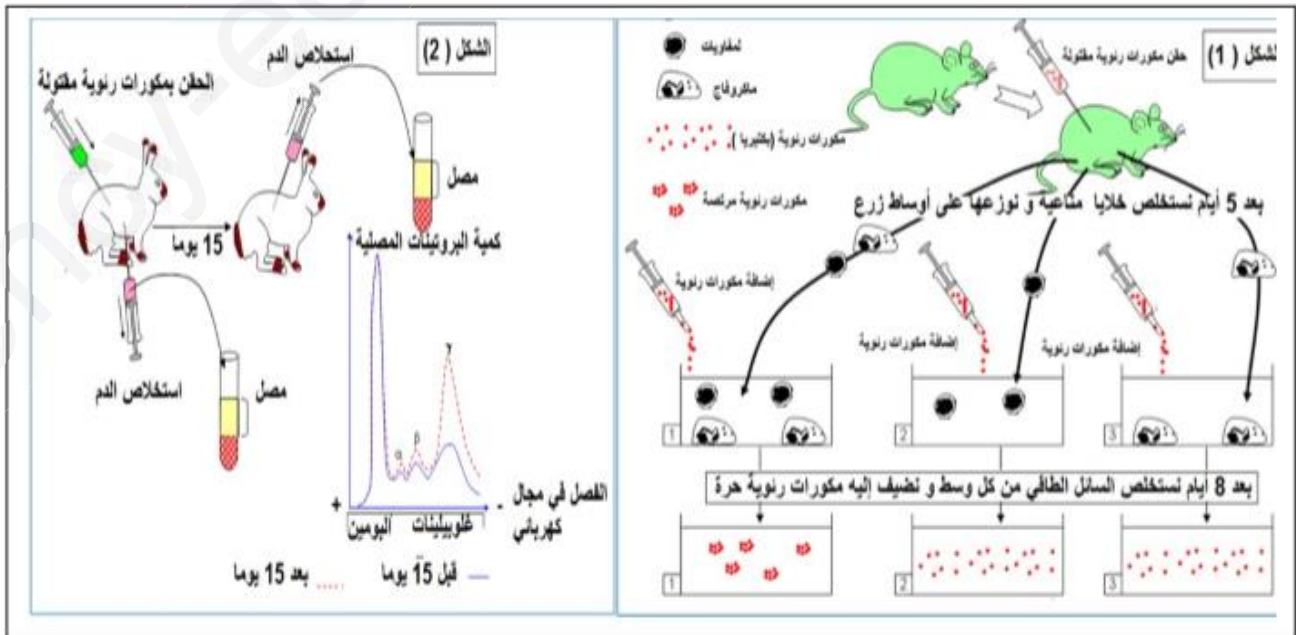 الشكل (1)
حقن مكورات رئوية مقتولة
لمفاويات
ماكروفاج
مكورات رئوية (بكتيريا)
مكورات رئوية مرتصة
بعد 5 أيام نستخلص خلايا مناعية و نوزعها على أوساط زرع
إضافة مكورات رئوية
إضافة مكورات رئوية
إضافة مكورات رئوية
1
2
3
بعد 8 أيام نستخلص السائل الطافي من كل وسط و نضيف إليه مكورات رئوية حرة
1
2
3
الشكل (2)
استخلاص الدم
الحقن بمكورات رئوية مقتولة
مصل
15 يوما
كمية البروتينات المصلية
استخلاص الدم
مصل
γ
β
α
+
-
الفصل في مجال
كهربائي
ألبومين
غلوبيلينات
قبل 15 يوما
بعد 15 يوما